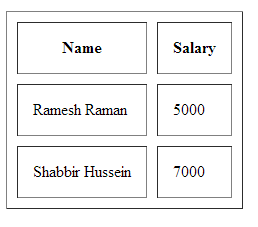 Name Salary
Ramesh Raman 5000
Shabbir Hussein 7000